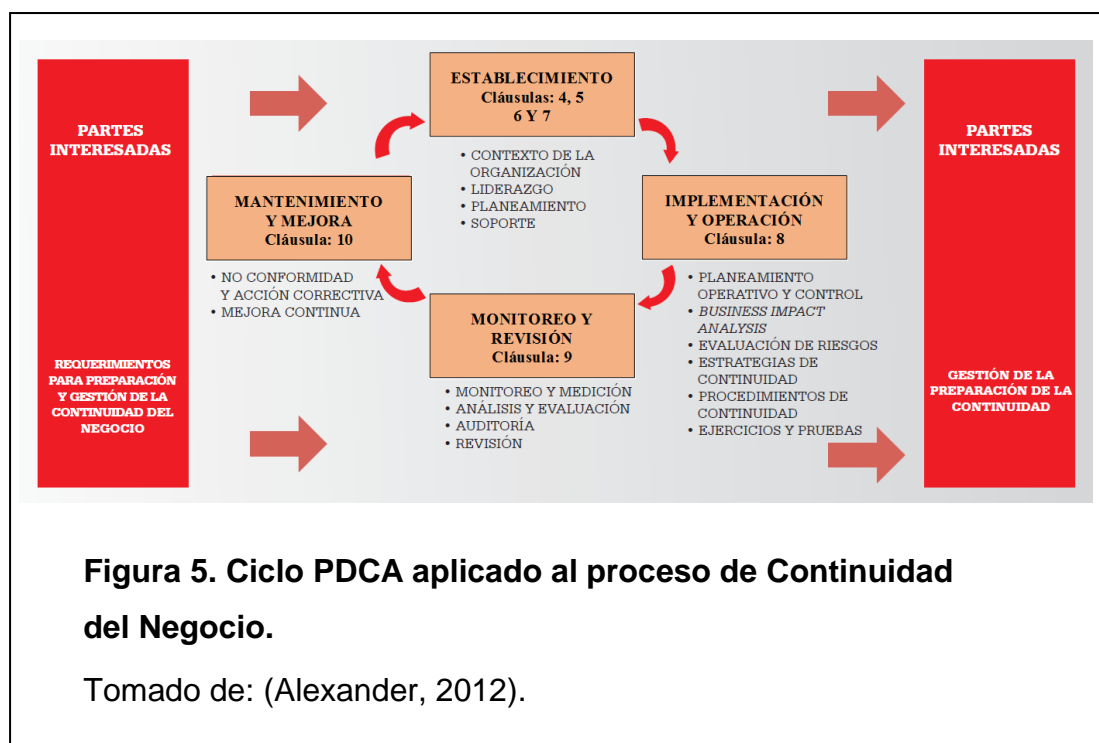 PARTES
INTERESADAS
REQUERIMIENTOS
PARA PREPARACIÓN
Y GESTIÓN DE LA
CONTINUIDAD DEL
NEGOCIO
ESTABLECIMIENTO
Cláusulas: 4, 5
6 Y 7
• CONTEXTO DE LA
ORGANIZACIÓN
• LIDERAZGO
• PLANEAMIENTO
• SOPORTE
MANTENIMIENTO
Y MEJORA
Cláusula: 10
• NO CONFORMIDAD
Y ACCIÓN CORRECTIVA
• MEJORA CONTINUA
IMPLEMENTACIÓN
Y OPERACIÓN
Cláusula: 8
• PLANEAMIENTO
OPERATIVO Y CONTROL
• BUSINESS IMPACT
ANALYSIS
• EVALUACIÓN DE RIESGOS
• ESTRATEGIAS DE
CONTINUIDAD
• PROCEDIMIENTOS DE
CONTINUIDAD
• EJERCICIOS Y PRUEBAS
MONITOREO Y
REVISIÓN
Cláusula: 9
• MONITOREO Y MEDICIÓN
• ANÁLISIS Y EVALUACIÓN
• AUDITORÍA
• REVISIÓN
PARTES
INTERESADAS
GESTIÓN DE LA
PREPARACIÓN DE LA
CONTINUIDAD
Figura 5. Ciclo PDCA aplicado al proceso de Continuidad
del Negocio.
Tomado de: (Alexander, 2012).